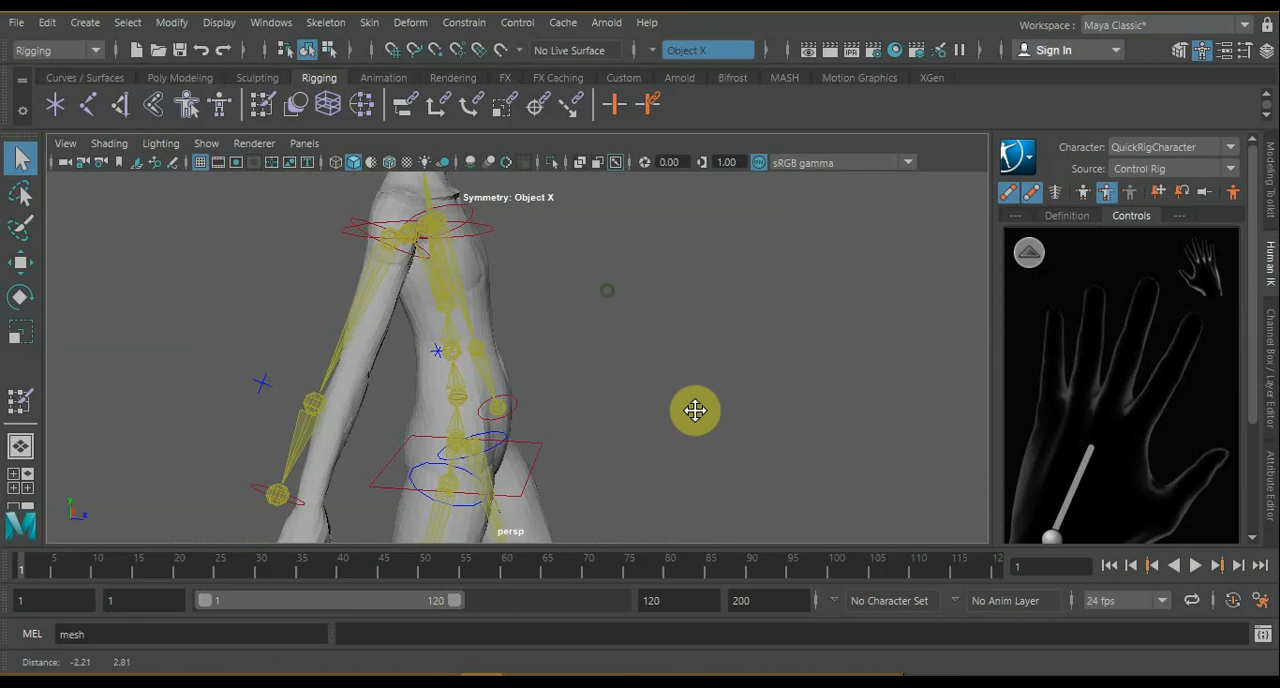 File Edit Create Select Modify Display Windows Skeleton Skin Deform Constrain Control Cache Arnold Help
Workspace : Maya Classic*
Rigging No Live Surface Object X Sign In
Curves / Surfaces Poly Modeling Sculpting Rigging Animation Rendering FX FX Caching Custom Arnold Bifrost MASH Motion Graphics XGen
View Shading Lighting Show Renderer Panels
0.00 1.00 ON sRGB gamma
Character: QuickRigCharacter
Source: Control Rig
--- Definition Controls ---
Symmetry: Object X
persp
y
z
Modeling Toolkit
Human IK
Channel Box / Layer Editor
Attribute Editor
1 5 10 15 20 25 30 35 40 45 50 55 60 65 70 75 80 85 90 95 100 105 110 115 12
1
1 1 1 120 120 200 No Character Set No Anim Layer 24 fps
MEL mesh
Distance: -2.21 2.81